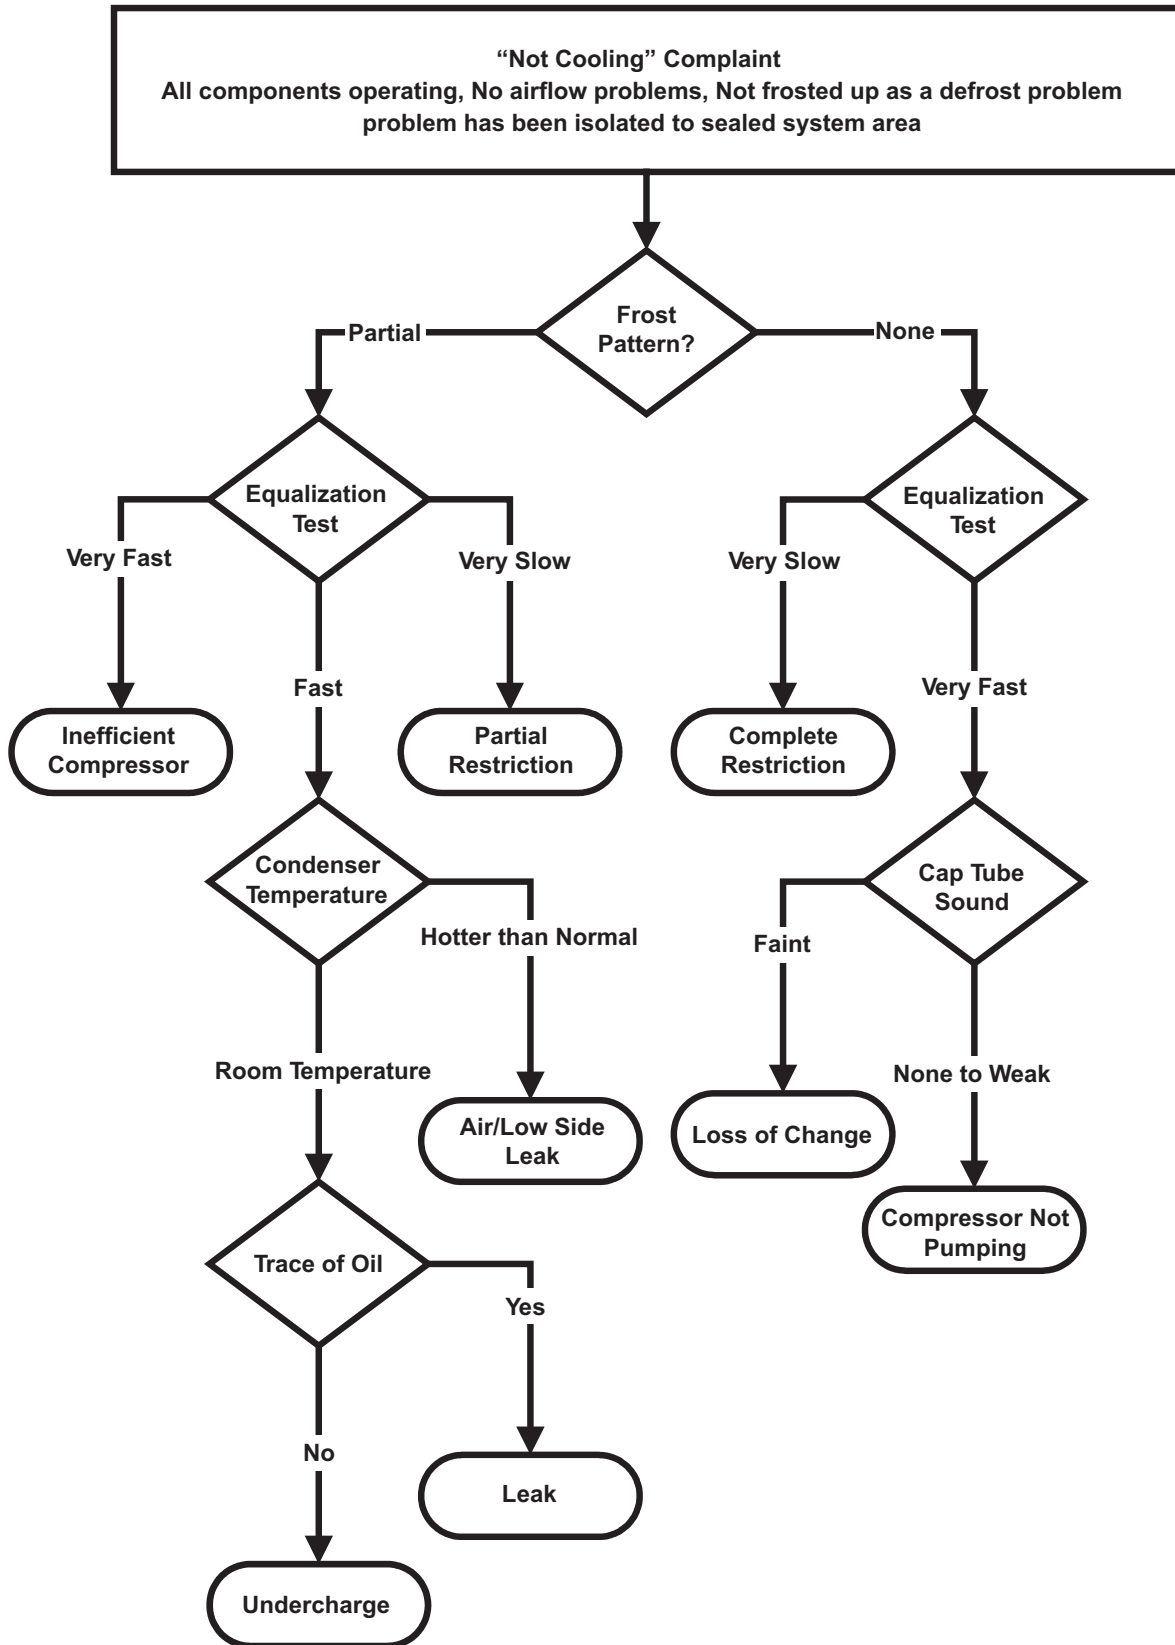 “Not Cooling” Complaint
All components operating, No airflow problems, Not frosted up as a defrost problem
problem has been isolated to sealed system area
Frost
Pattern?
Partial
None
Equalization
Test
Equalization
Test
Very Fast
Very Slow
Very Slow
Fast
Very Fast
Inefficient
Compressor
Partial
Restriction
Complete
Restriction
Condenser
Temperature
Cap Tube
Sound
Hotter than Normal
Faint
Room Temperature
None to Weak
Air/Low Side
Leak
Loss of Change
Compressor Not
Pumping
Trace of Oil
Yes
No
Leak
Undercharge